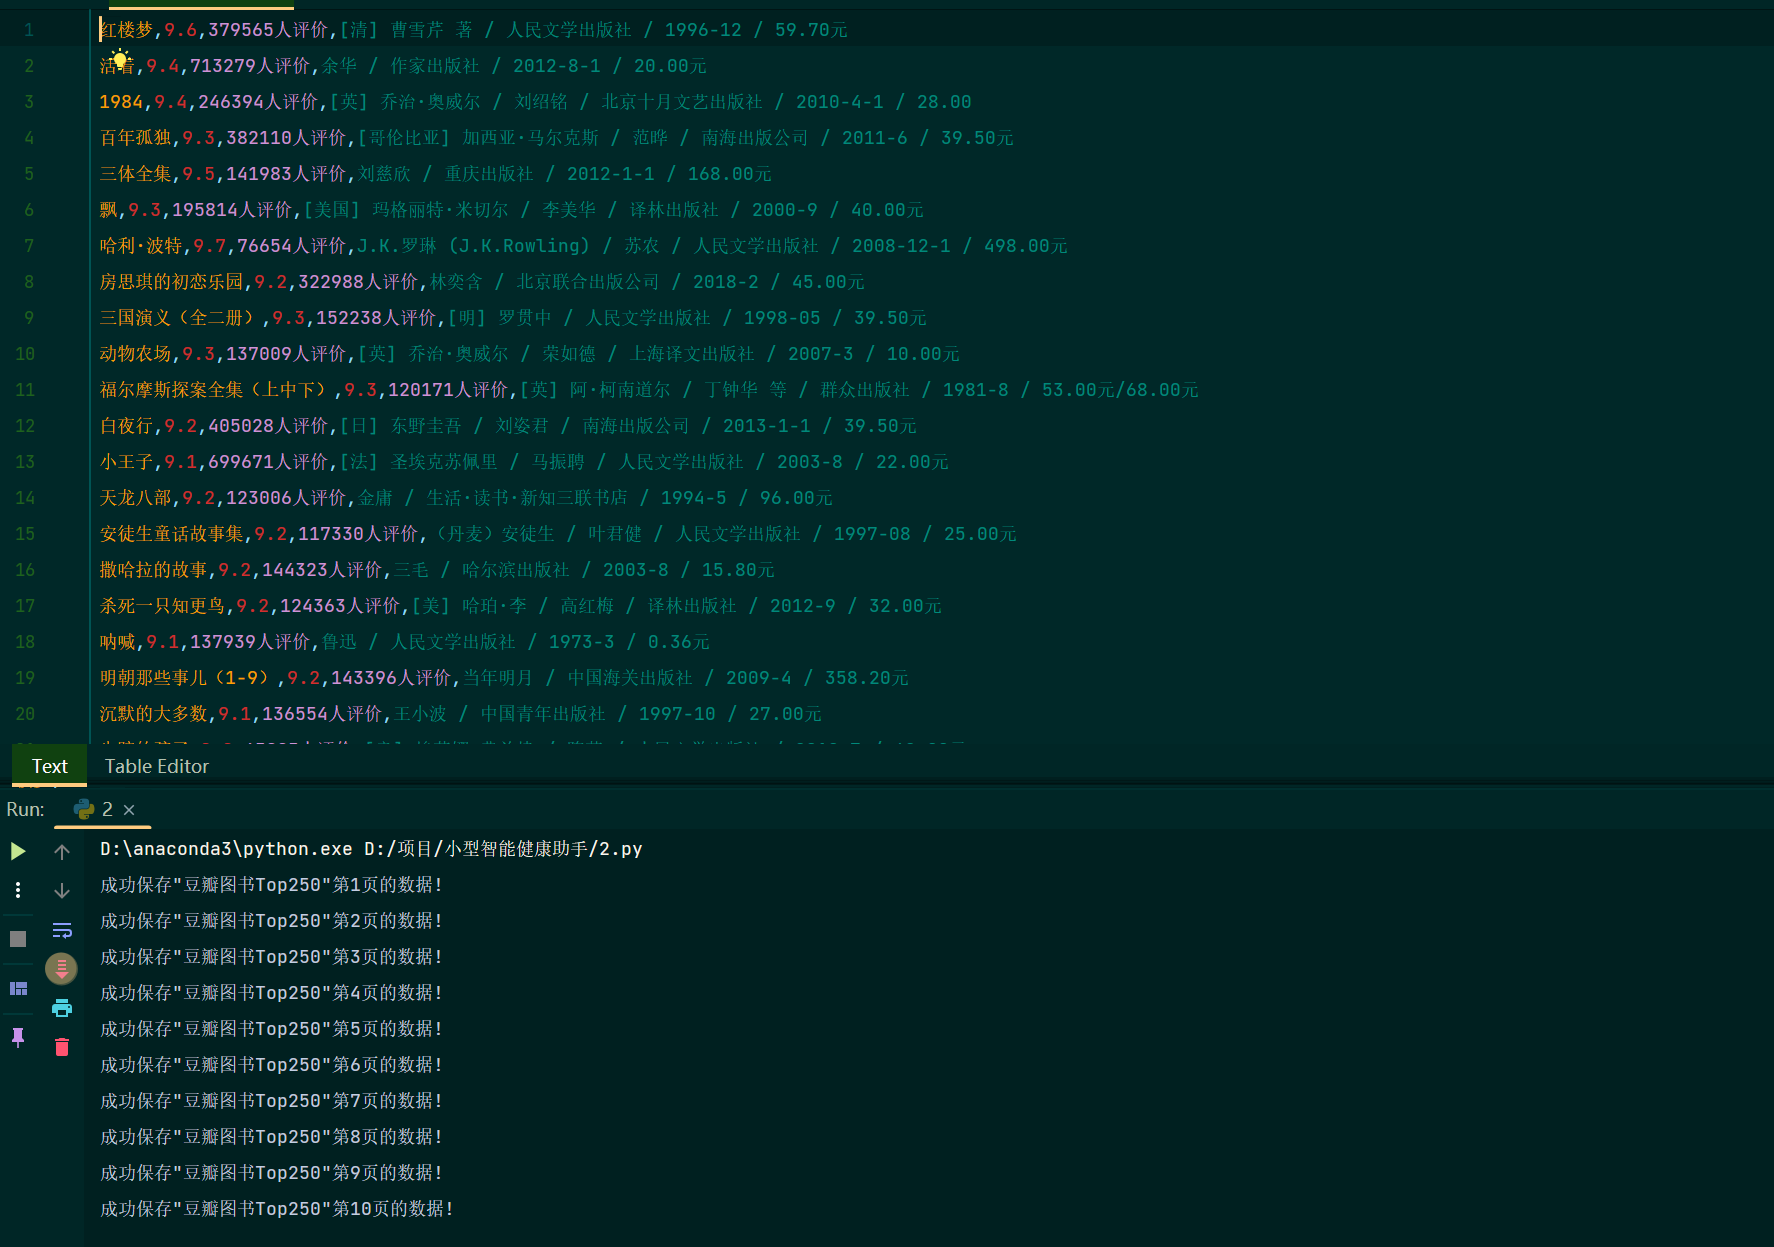 1 红楼梦,9.6,379565人评价,[清] 曹雪芹 著 / 人民文学出版社 / 1996-12 / 59.70元
2 活着,9.4,713279人评价,余华 / 作家出版社 / 2012-8-1 / 20.00元
3 1984,9.4,246394人评价,[英] 乔治·奥威尔 / 刘绍铭 / 北京十月文艺出版社 / 2010-4-1 / 28.00
4 百年孤独,9.3,382110人评价,[哥伦比亚] 加西亚·马尔克斯 / 范晔 / 南海出版公司 / 2011-6 / 39.50元
5 三体全集,9.5,141983人评价,刘慈欣 / 重庆出版社 / 2012-1-1 / 168.00元
6 飘,9.3,195814人评价,[美国] 玛格丽特·米切尔 / 李美华 / 译林出版社 / 2000-9 / 40.00元
7 哈利·波特,9.7,76654人评价,J.K.罗琳 (J.K.Rowling) / 苏农 / 人民文学出版社 / 2008-12-1 / 498.00元
8 房思琪的初恋乐园,9.2,322988人评价,林奕含 / 北京联合出版公司 / 2018-2 / 45.00元
9 三国演义（全二册）,9.3,152238人评价,[明] 罗贯中 / 人民文学出版社 / 1998-05 / 39.50元
10 动物农场,9.3,137009人评价,[英] 乔治·奥威尔 / 荣如德 / 上海译文出版社 / 2007-3 / 10.00元
11 福尔摩斯探案全集（上中下）,9.3,120171人评价,[英] 阿·柯南道尔 / 丁钟华 等 / 群众出版社 / 1981-8 / 53.00元/68.00元
12 白夜行,9.2,405028人评价,[日] 东野圭吾 / 刘姿君 / 南海出版公司 / 2013-1-1 / 39.50元
13 小王子,9.1,699671人评价,[法] 圣埃克苏佩里 / 马振聘 / 人民文学出版社 / 2003-8 / 22.00元
14 天龙八部,9.2,123006人评价,金庸 / 生活·读书·新知三联书店 / 1994-5 / 96.00元
15 安徒生童话故事集,9.2,117330人评价,（丹麦）安徒生 / 叶君健 / 人民文学出版社 / 1997-08 / 25.00元
16 撒哈拉的故事,9.2,144323人评价,三毛 / 哈尔滨出版社 / 2003-8 / 15.80元
17 杀死一只知更鸟,9.2,124363人评价,[美] 哈珀·李 / 高红梅 / 译林出版社 / 2012-9 / 32.00元
18 呐喊,9.1,137939人评价,鲁迅 / 人民文学出版社 / 1973-3 / 0.36元
19 明朝那些事儿（1-9）,9.2,143396人评价,当年明月 / 中国海关出版社 / 2009-4 / 358.20元
20 沉默的大多数,9.1,136554人评价,王小波 / 中国青年出版社 / 1997-10 / 27.00元
Text Table Editor
Run: 2 ×
D:\anaconda3\python.exe D:/项目/小型智能健康助手/2.py
成功保存"豆瓣图书Top250"第1页的数据!
成功保存"豆瓣图书Top250"第2页的数据!
成功保存"豆瓣图书Top250"第3页的数据!
成功保存"豆瓣图书Top250"第4页的数据!
成功保存"豆瓣图书Top250"第5页的数据!
成功保存"豆瓣图书Top250"第6页的数据!
成功保存"豆瓣图书Top250"第7页的数据!
成功保存"豆瓣图书Top250"第8页的数据!
成功保存"豆瓣图书Top250"第9页的数据!
成功保存"豆瓣图书Top250"第10页的数据!